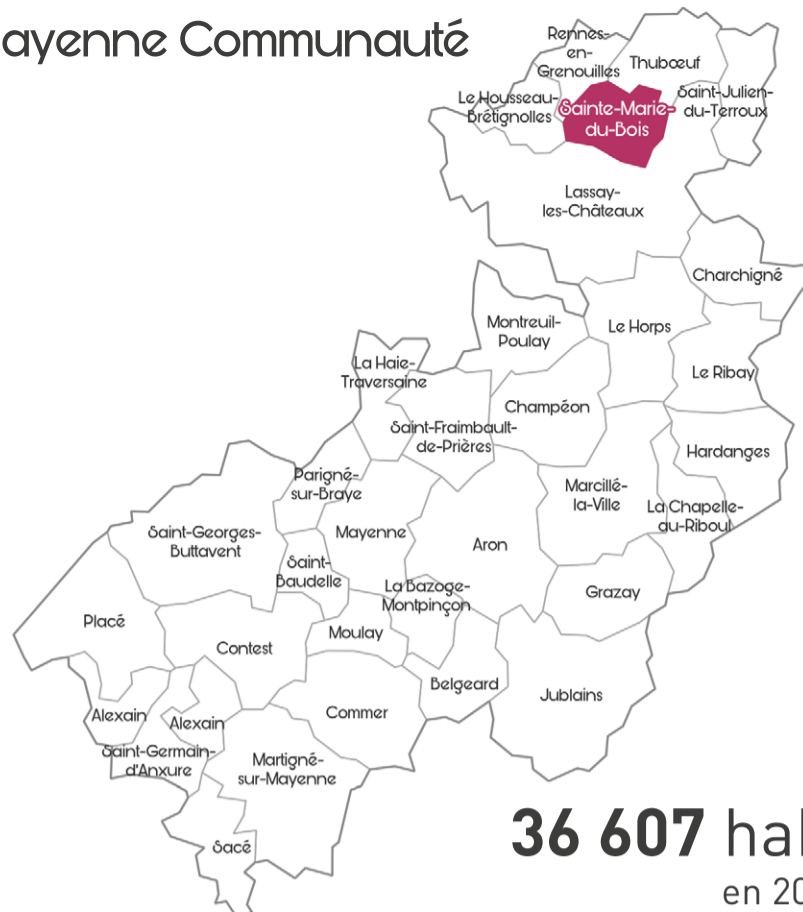 ayenne Communauté
Rennes-
en-
Grenouilles
Thubœuf
Le Housseau-
Brétignolles
Sainte-Marie-
du-Bois
Saint-Julien-
du-Terroux
Lassay-
les-Châteaux
Charchigné
Montreuil-
Poulay
Le Horps
La Haie-
Traversaine
Le Ribay
Champéon
Saint-Fraimbault-
de-Prières
Hardanges
Parigné-
sur-Braye
Marcillé-
la-Ville
La Chapelle-
au-Riboul
Saint-Georges-
Buttavent
Mayenne
Aron
Saint-
Baudelle
La Bazoge-
Montpinçon
Grazay
Placé
Moulay
Contest
Belgeard
Jublains
Alexain
Alexain
Commer
Saint-Germain-
d'Anxure
Martigné-
sur-Mayenne
Sacé
36 607 hal
en 20